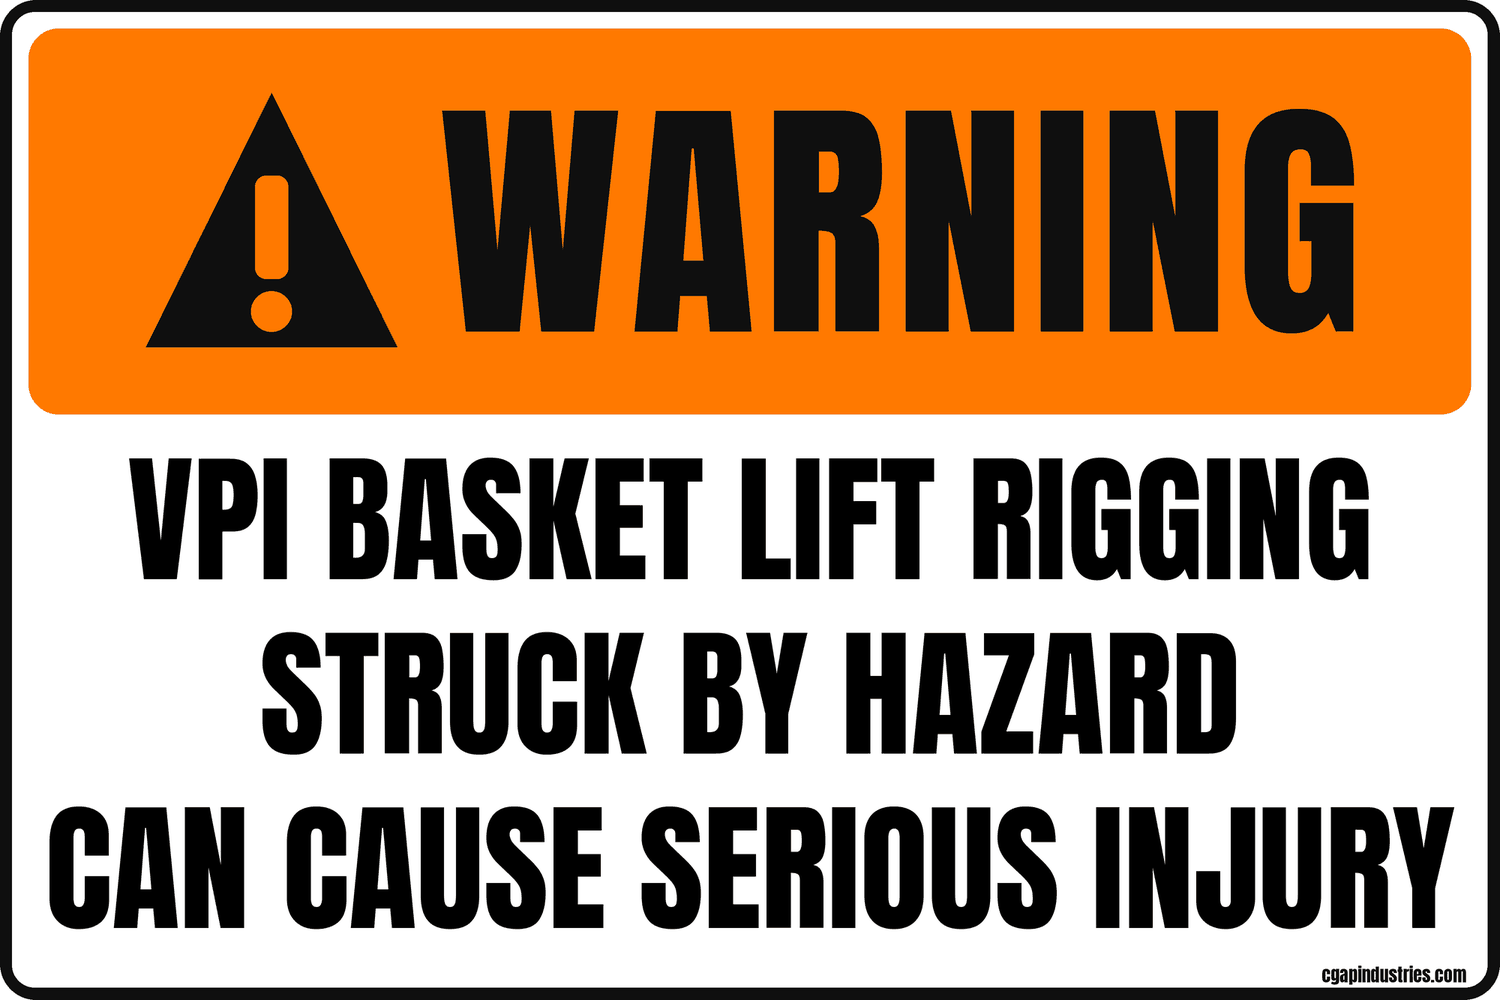 WARNING
VPI BASKET LIFT RIGGING
STRUCK BY HAZARD
CAN CAUSE SERIOUS INJURY
cgapindustries.com